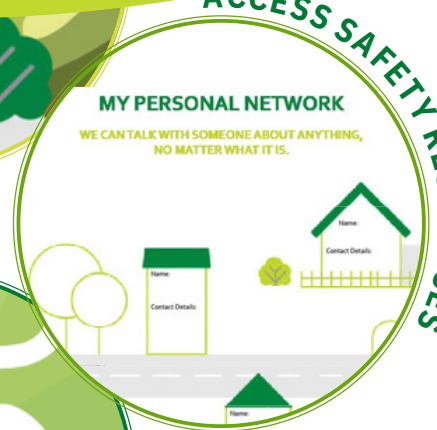 ACCESS SAFETY
MY PERSONAL NETWORK
WE CAN TALK WITH SOMEONE ABOUT ANYTHING,
NO MATTER WHAT IT IS.
Name:
Contact Details:
Name:
Contact Details:
Name: